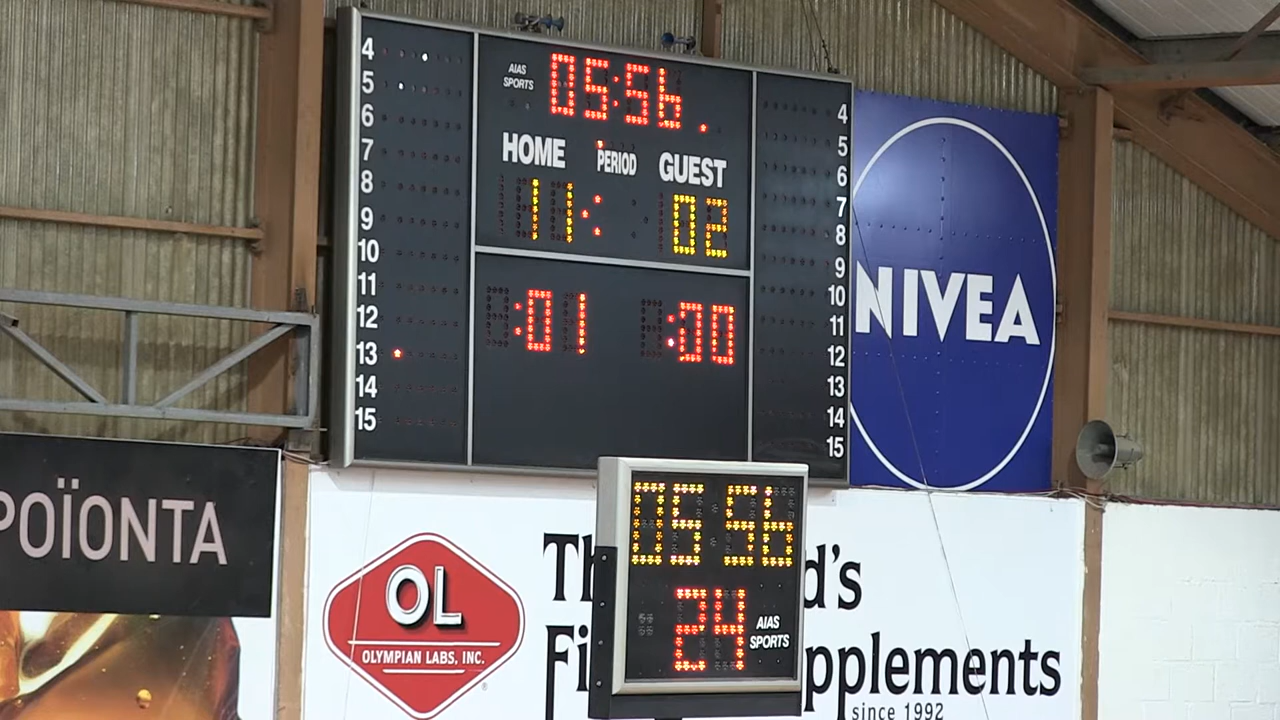 4
5
6
7
8
9
10
11
12
13
14
15
AIAS
SPORTS
05:56
HOME PERIOD GUEST
11 : 02
:01 :00
4
5
6
7
8
9
10
11
12
13
14
15
NIVEA
ΡΟΪΟΝΤΑ
OL
OLYMPIAN LABS, INC.
®
05 56
24
AIAS
SPORTS
Th d's
Fi pplements
since 1992